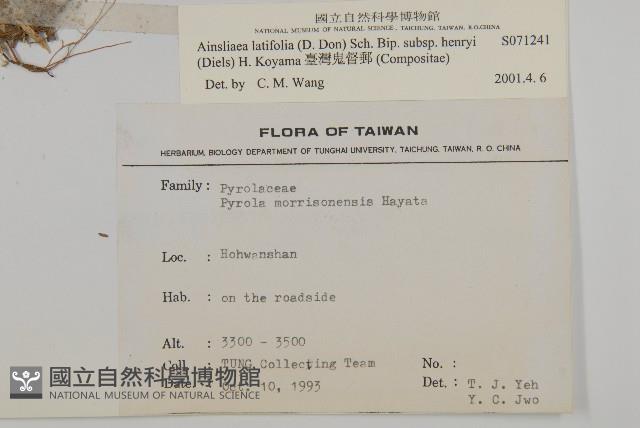 國立自然科學博物館
NATIONAL MUSEUM OF NATURAL SCIENCE, TAICHUNG, TAIWAN, R.O.CHINA
Ainsliaea latifolia (D. Don) Sch. Bip. subsp. henryi S071241
(Diels) H. Koyama 臺灣鬼督郵 (Compositae)
Det. by C. M. Wang 2001.4.6
FLORA OF TAIWAN
HERBARIUM, BIOLOGY DEPARTMENT OF TUNGHAI UNIVERSITY, TAICHUNG, TAIWAN, R. O. CHINA
Family : Pyrolaceae
Pyrola morrisonensis Hayata
Loc. : Hohwanshan
Hab. : on the roadside
Alt. : 3300 - 3500
Coll. : TUNG Collecting Team No. :
Date. : Oct. 10, 1993 Det. : T. J. Yeh
Y. C. Jwo
國立自然科學博物館
NATIONAL MUSEUM OF NATURAL SCIENCE